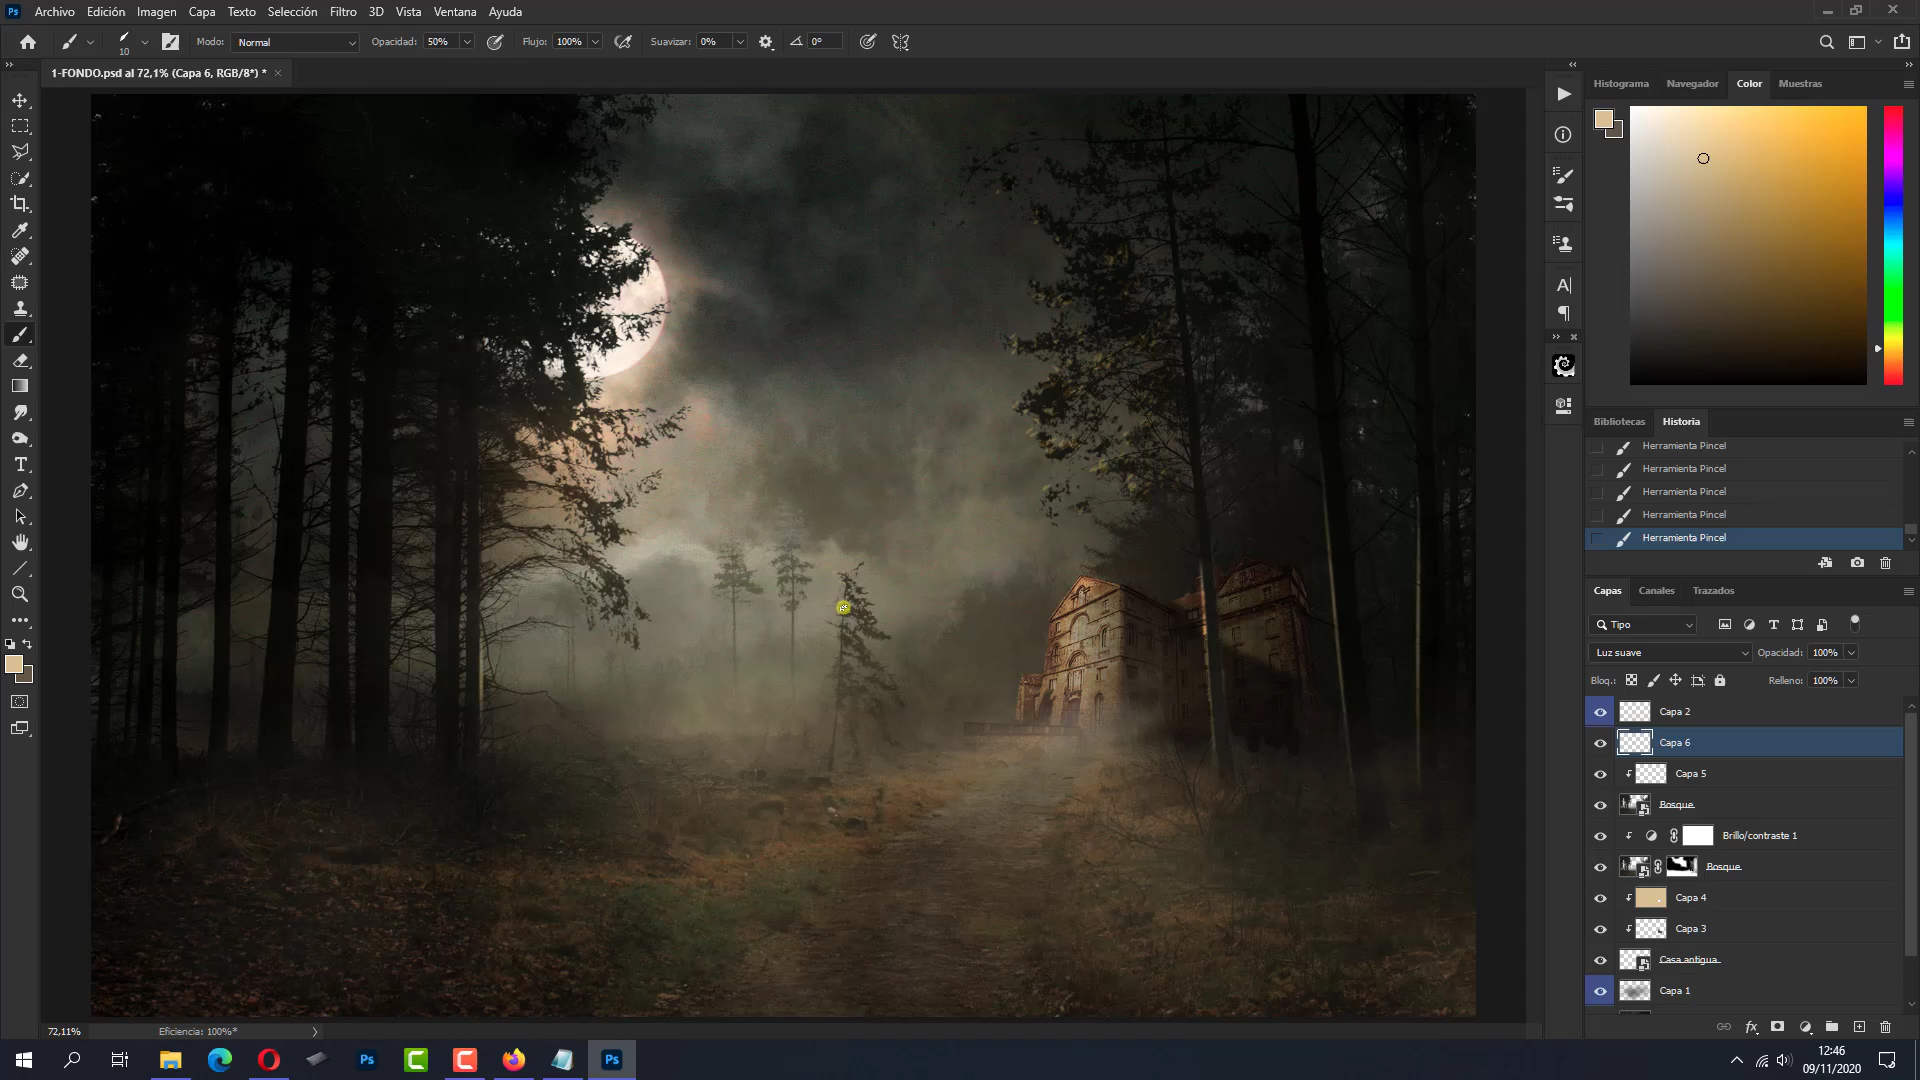 Ps Archivo Edición Imagen Capa Texto Selección Filtro 3D Vista Ventana Ayuda
10 Modo: Normal Opacidad: 50% Flujo: 100% Suavizar: 0% 0°
1-FONDO.psd al 72,1% (Capa 6, RGB/8*) *
Histograma Navegador Color Muestras
Bibliotecas Historia
Herramienta Pincel
Herramienta Pincel
Herramienta Pincel
Herramienta Pincel
Herramienta Pincel
Capas Canales Trazados
Tipo
Luz suave Opacidad: 100%
Bloq.: Relleno: 100%
Capa 2
Capa 6
Capa 5
Bosque
Brillo/contraste 1
Bosque
Capa 4
Capa 3
Casa antigua
Capa 1
72,11% Eficiencia: 100%*
Ps Ps
12:46
09/11/2020